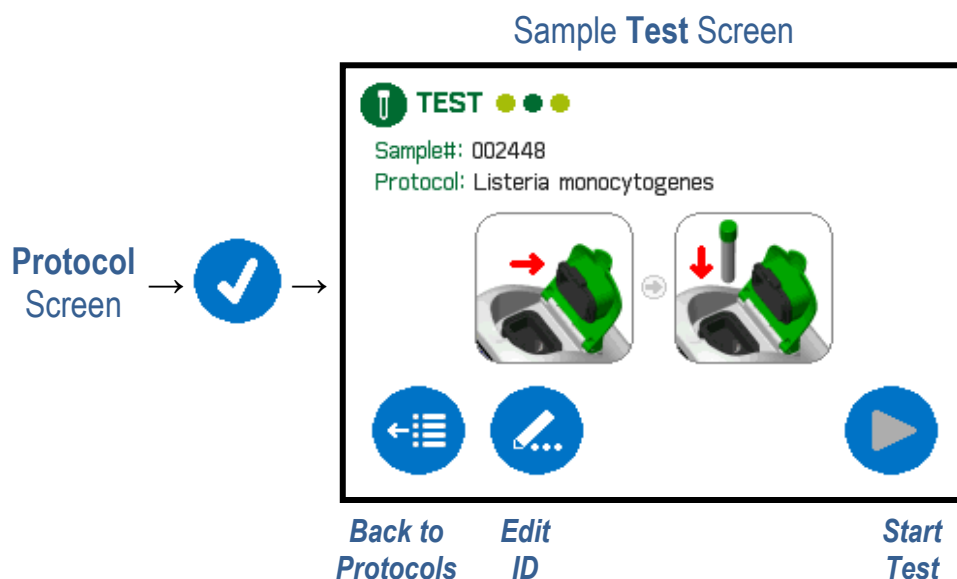 Sample Test Screen
TEST
Sample#: 002448
Protocol: Listeria monocytogenes
Protocol
Screen
Back to
Protocols
Edit
ID
Start
Test